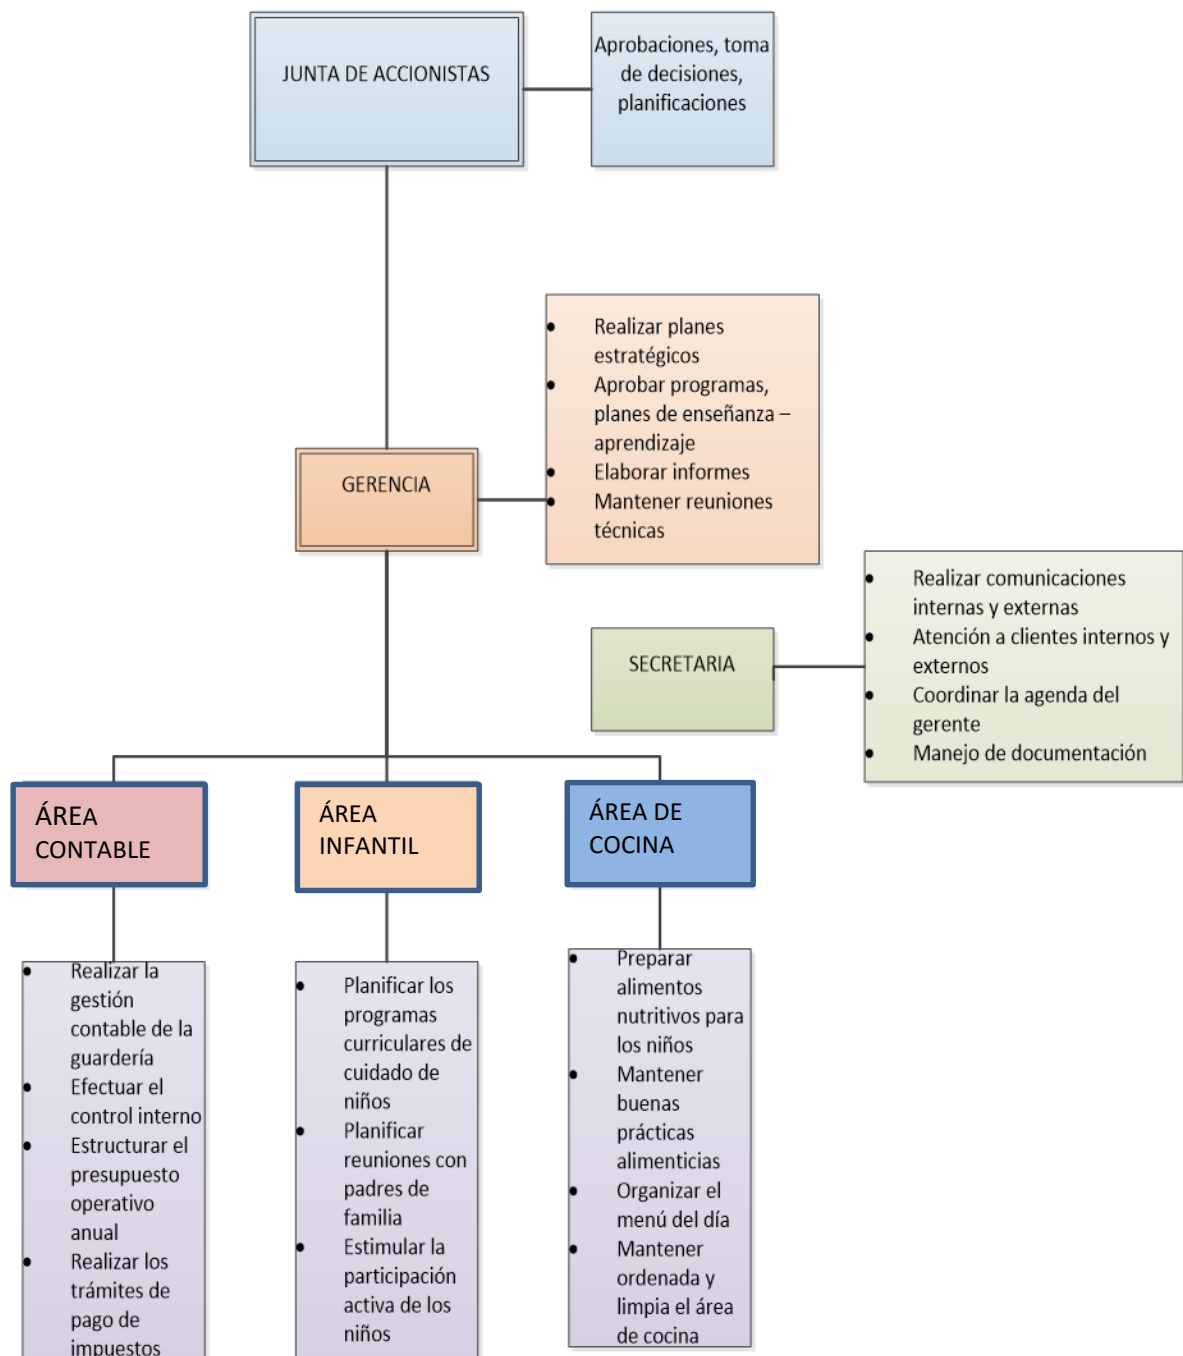 JUNTA DE ACCIONISTAS
Aprobaciones, toma
de decisiones,
planificaciones
• Realizar planes
estratégicos
• Aprobar programas,
planes de enseñanza –
aprendizaje
• Elaborar informes
• Mantener reuniones
técnicas
GERENCIA
• Realizar comunicaciones
internas y externas
• Atención a clientes internos y
externos
• Coordinar la agenda del
gerente
• Manejo de documentación
SECRETARIA
ÁREA
CONTABLE
ÁREA
INFANTIL
ÁREA DE
COCINA
• Realizar la
gestión
contable de la
guardería
• Efectuar el
control interno
• Estructurar el
presupuesto
operativo
anual
• Realizar los
trámites de
pago de
impuestos
• Planificar los
programas
curriculares de
cuidado de
niños
• Planificar
reuniones con
padres de
familia
• Estimular la
participación
activa de los
niños
• Preparar
alimentos
nutritivos para
los niños
• Mantener
buenas
prácticas
alimenticias
• Organizar el
menú del día
• Mantener
ordenada y
limpia el área
de cocina